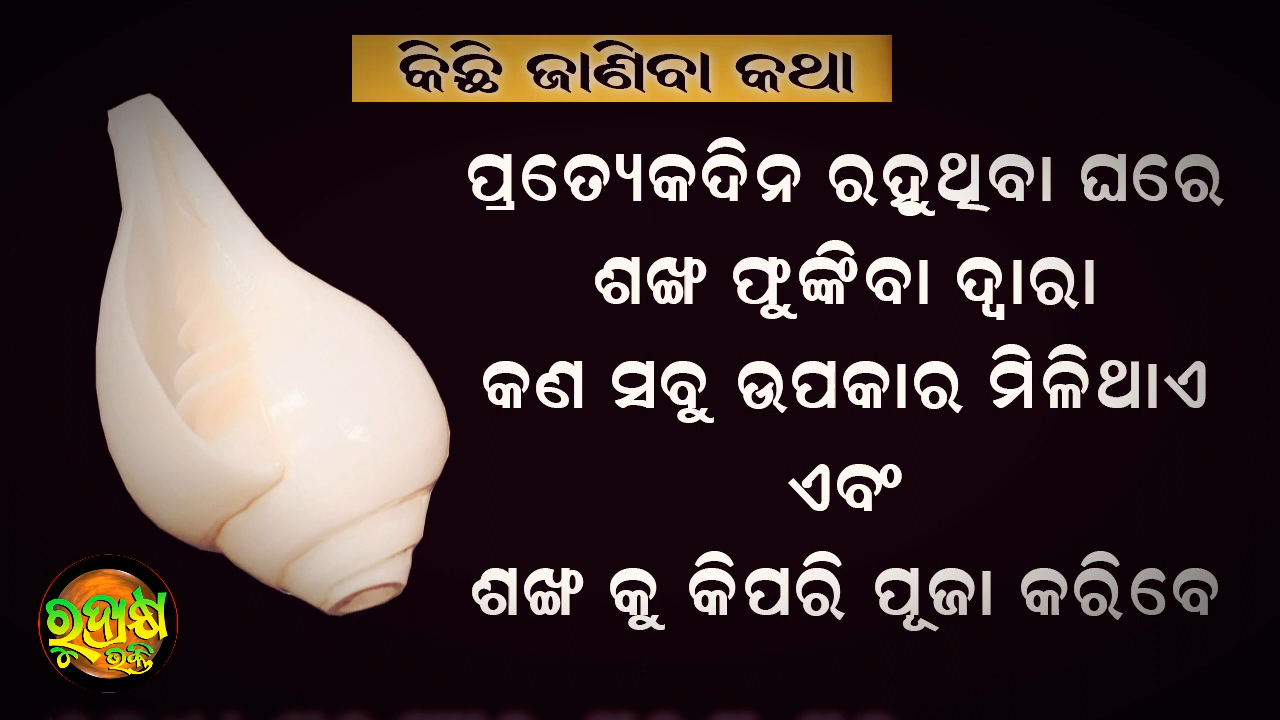 କିଛି ଜାଣିବା କଥା
ପ୍ରତ୍ୟେକଦିନ ରହୁଥିବା ଘରେ
ଶଙ୍ଖ ଫୁଙ୍କିବା ଦ୍ୱାରା
କଣ ସବୁ ଉପକାର ମିଳିଥାଏ
ଏବଂ
ଶଙ୍ଖ କୁ କିପରି ପୂଜା କରିବେ
ଭକ୍ତି